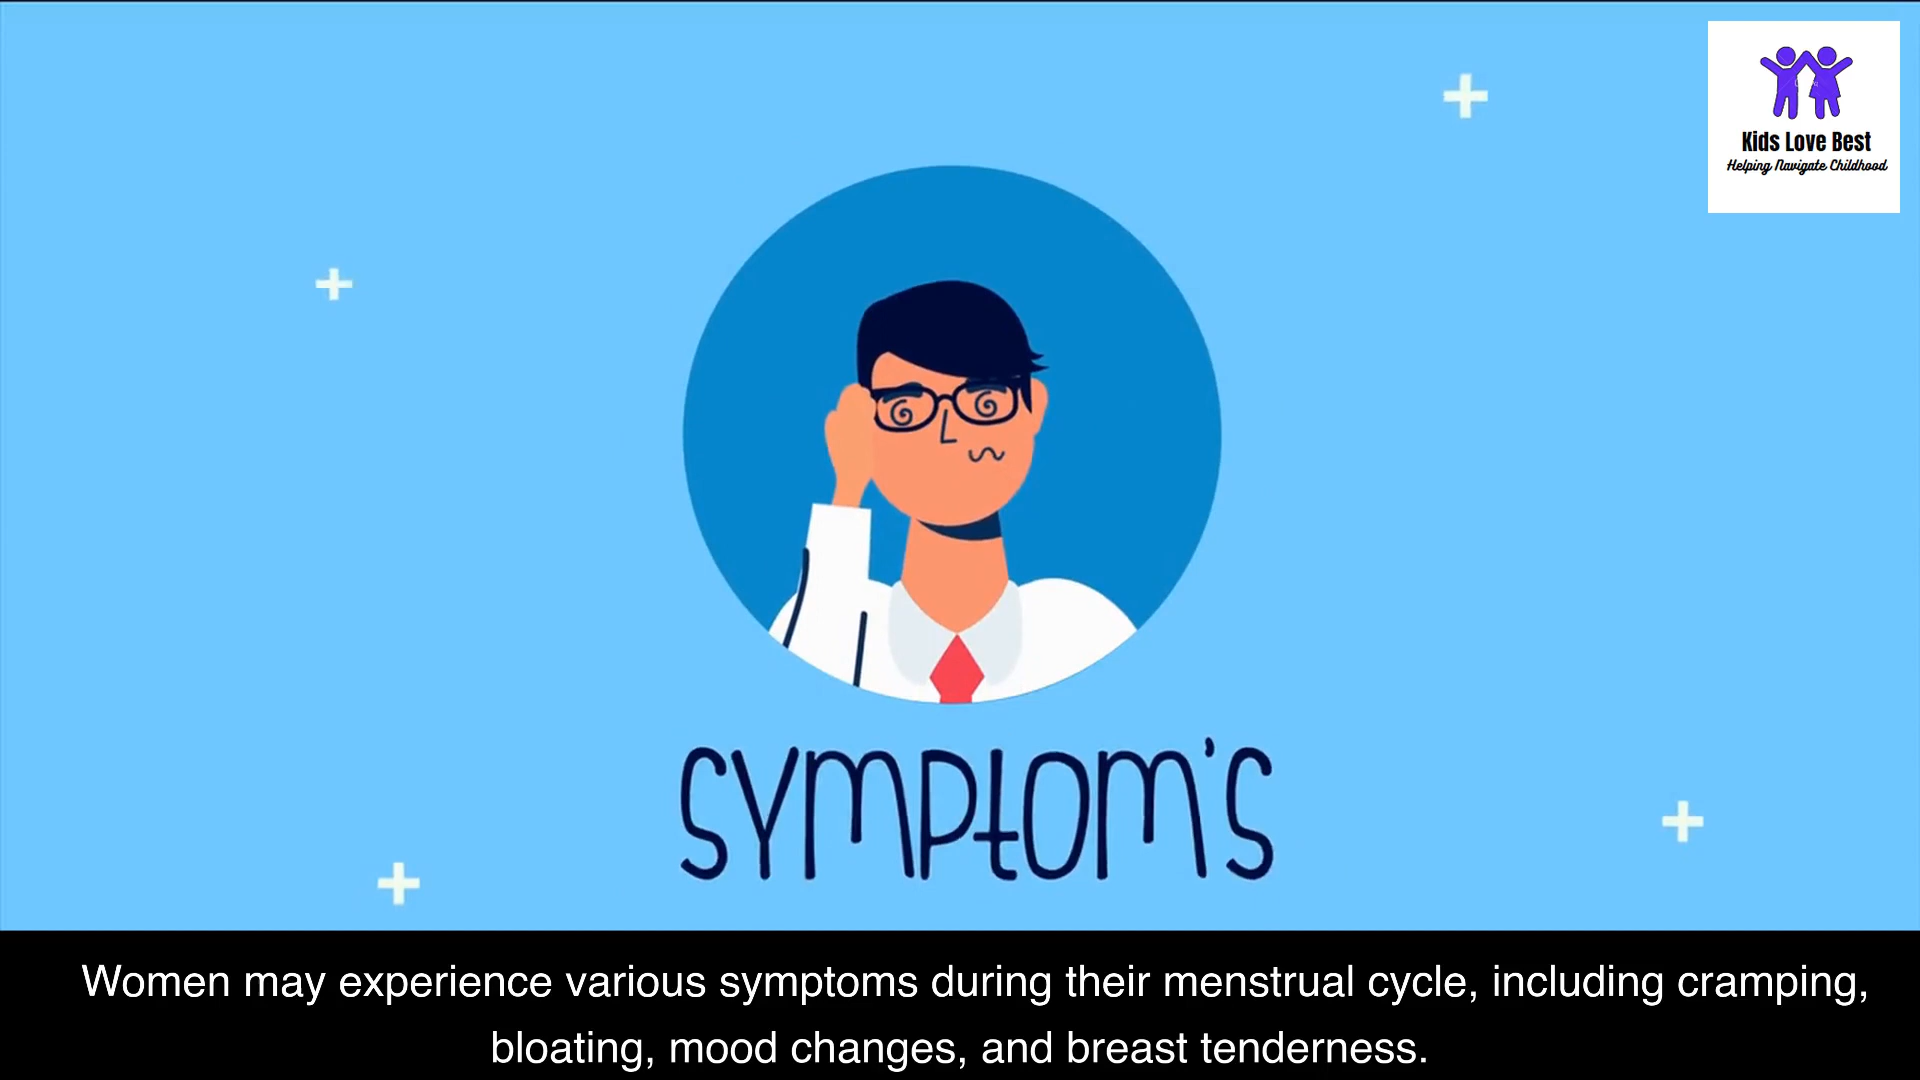 Kids Love Best
Helping Navigate Childhood
SYMPtOM'S
Women may experience various symptoms during their menstrual cycle, including cramping,
bloating, mood changes, and breast tenderness.